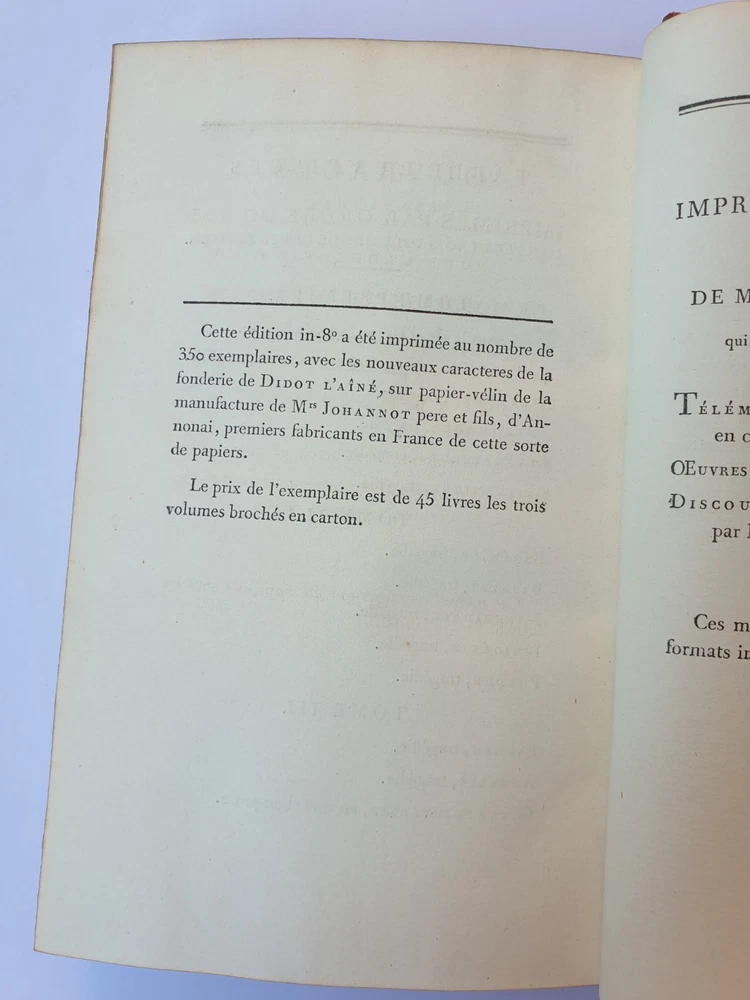 Cette édition in-8º a été imprimée au nombre de
350 exemplaires, avec les nouveaux caracteres de la
fonderie de DIDOT L'AÎNÉ, sur papier-vélin de la
manufacture de Mrs JOHANNOT pere et fils, d'An-
nonai, premiers fabricants en France de cette sorte
de papiers.
Le prix de l'exemplaire est de 45 livres les trois
volumes brochés en carton.
IMPR
DE M
qui
TÉLÉM
en c
OEUVRES
DISCOU
par
Ces m
formats in